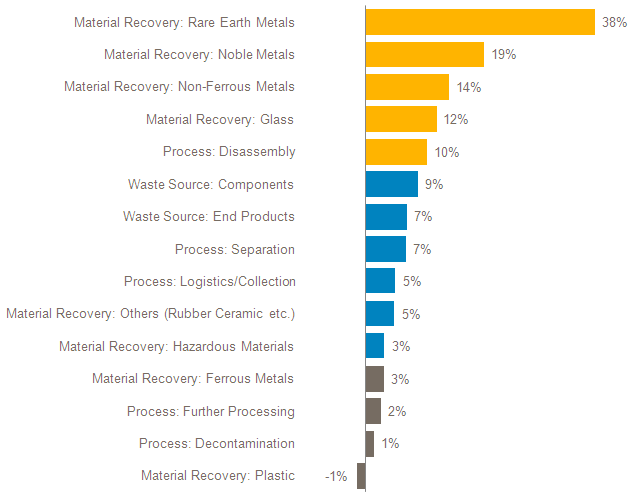 Material Recovery: Rare Earth Metals 38%
Material Recovery: Noble Metals 19%
Material Recovery: Non-Ferrous Metals 14%
Material Recovery: Glass 12%
Process: Disassembly 10%
Waste Source: Components 9%
Waste Source: End Products 7%
Process: Separation 7%
Process: Logistics/Collection 5%
Material Recovery: Others (Rubber Ceramic etc.) 5%
Material Recovery: Hazardous Materials 3%
Material Recovery: Ferrous Metals 3%
Process: Further Processing 2%
Process: Decontamination 1%
Material Recovery: Plastic -1%